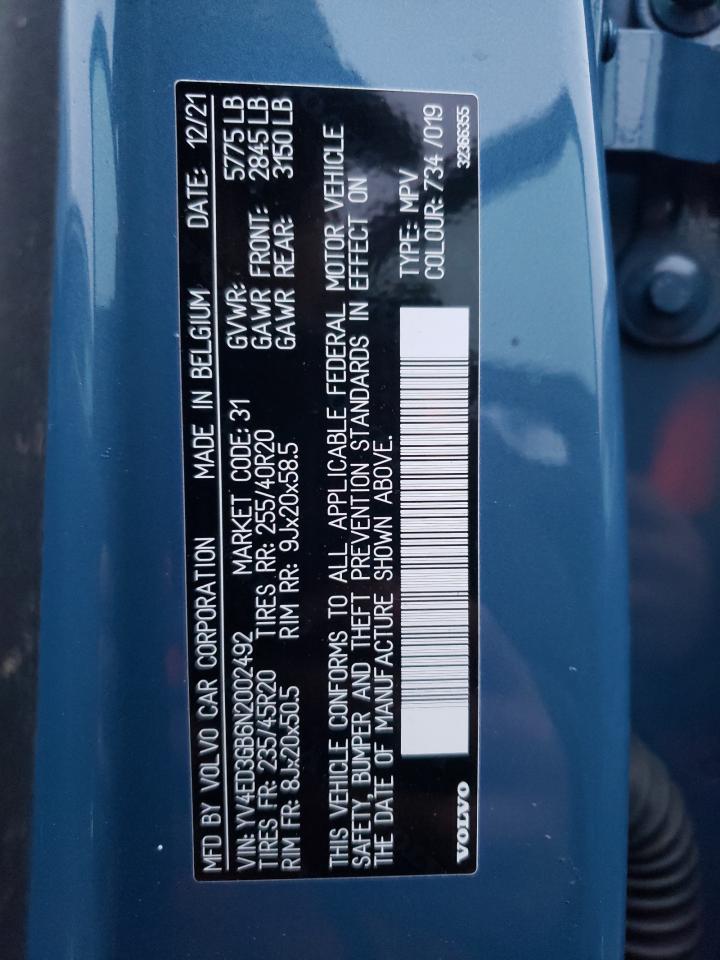 MFD BY VOLVO CAR CORPORATION MADE IN BELGIUM DATE: 12/21
VIN: YV4ED3GB6N2002492 MARKET CODE: 31 GVWR: 5775 LB
TIRES FR: 235/45R20 TIRES RR: 255/40R20 GAWR FRONT: 2845 LB
RIM FR: 8Jx20x50.5 RIM RR: 9Jx20x58.5 GAWR REAR: 3150 LB
THIS VEHICLE CONFORMS TO ALL APPLICABLE FEDERAL MOTOR VEHICLE
SAFETY, BUMPER AND THEFT PREVENTION STANDARDS IN EFFECT ON
THE DATE OF MANUFACTURE SHOWN ABOVE.
TYPE: MPV
COLOUR: 734 /019
VOLVO 32366355